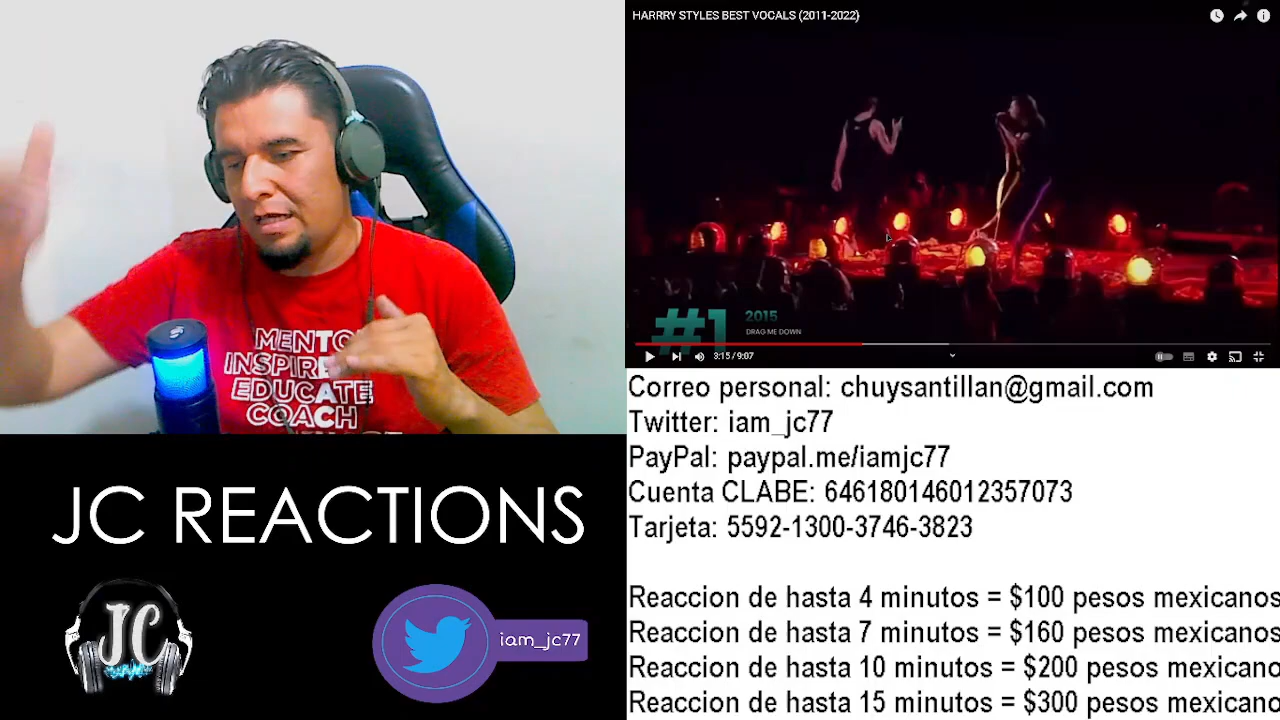 HARRRY STYLES BEST VOCALS (2011-2022)
#1
2015
DRAG ME DOWN
3:15 / 9:07
MENTO
INSPIRE
EDUCATE
COACH
Correo personal: chuysantillan@gmail.com
Twitter: iam_jc77
PayPal: paypal.me/iamjc77
Cuenta CLABE: 646180146012357073
Tarjeta: 5592-1300-3746-3823
Reaccion de hasta 4 minutos = $100 pesos mexicanos
Reaccion de hasta 7 minutos = $160 pesos mexicanos
Reaccion de hasta 10 minutos = $200 pesos mexicano
Reaccion de hasta 15 minutos = $300 pesos mexicano
JC REACTIONS
JC
iam_jc77